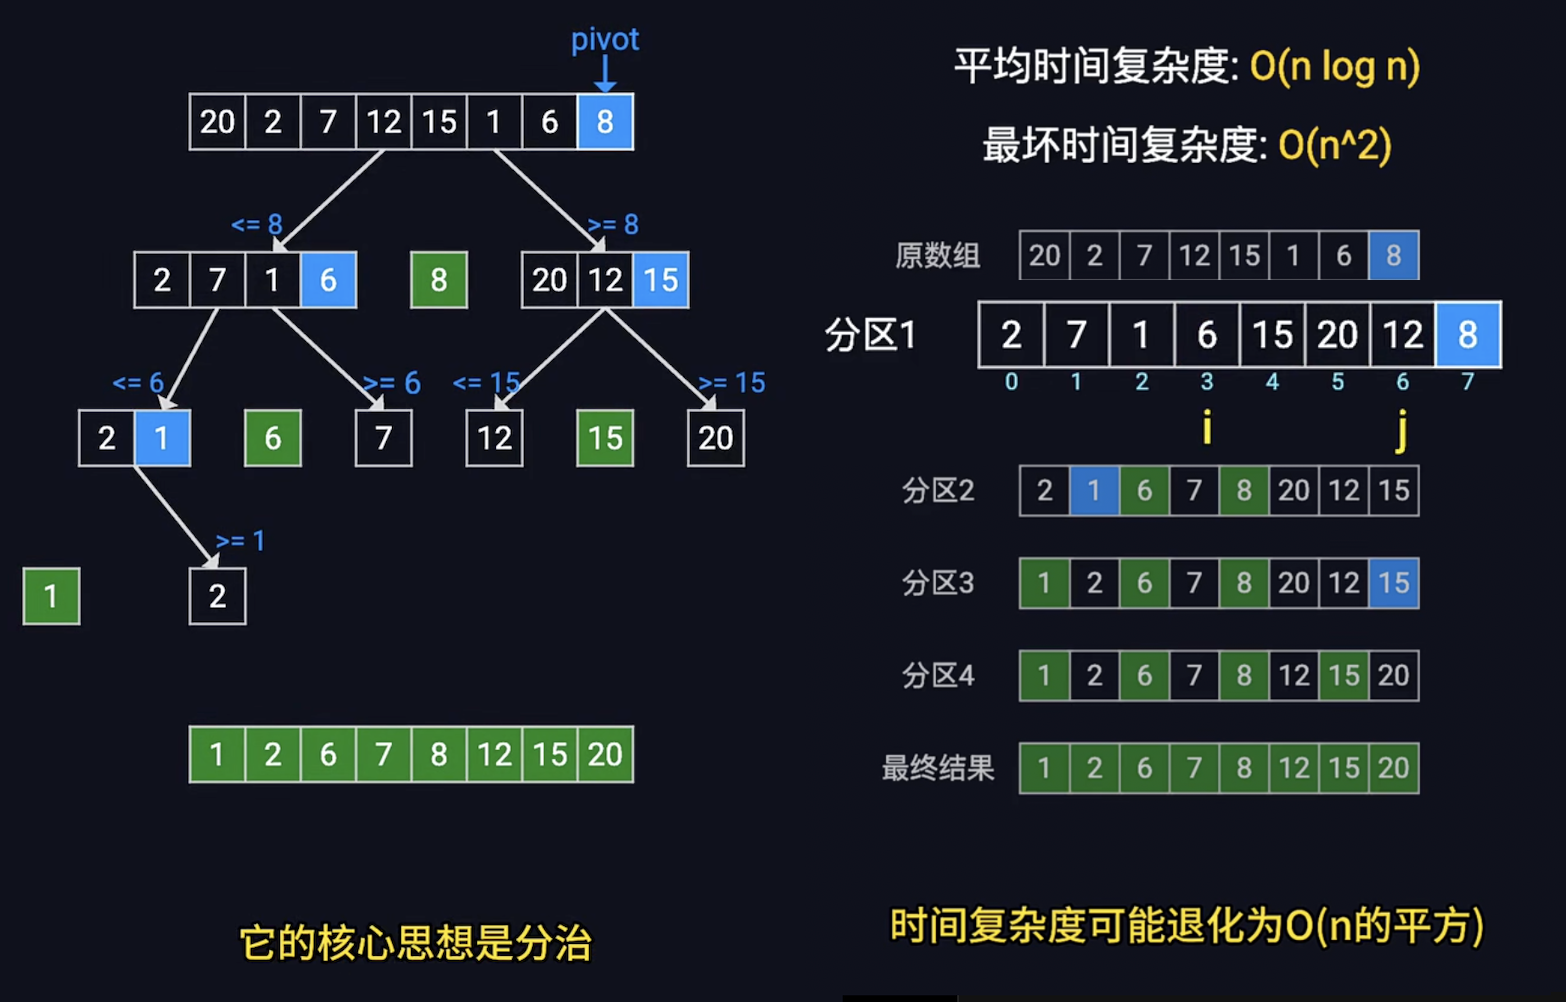 pivot
20 2 7 12 15 1 6 8
<= 8 >= 8
2 7 1 6 8 20 12 15
<= 6 >= 6 <= 15 >= 15
2 1 6 7 12 15 20
>= 1
1 2
1 2 6 7 8 12 15 20
它的核心思想是分治
平均时间复杂度: O(n log n)
最坏时间复杂度: O(n^2)
原数组 20 2 7 12 15 1 6 8
分区1 2 7 1 6 15 20 12 8
0 1 2 3 4 5 6 7
i j
分区2 2 1 6 7 8 20 12 15
分区3 1 2 6 7 8 20 12 15
分区4 1 2 6 7 8 12 15 20
最终结果 1 2 6 7 8 12 15 20
时间复杂度可能退化为O(n的平方)